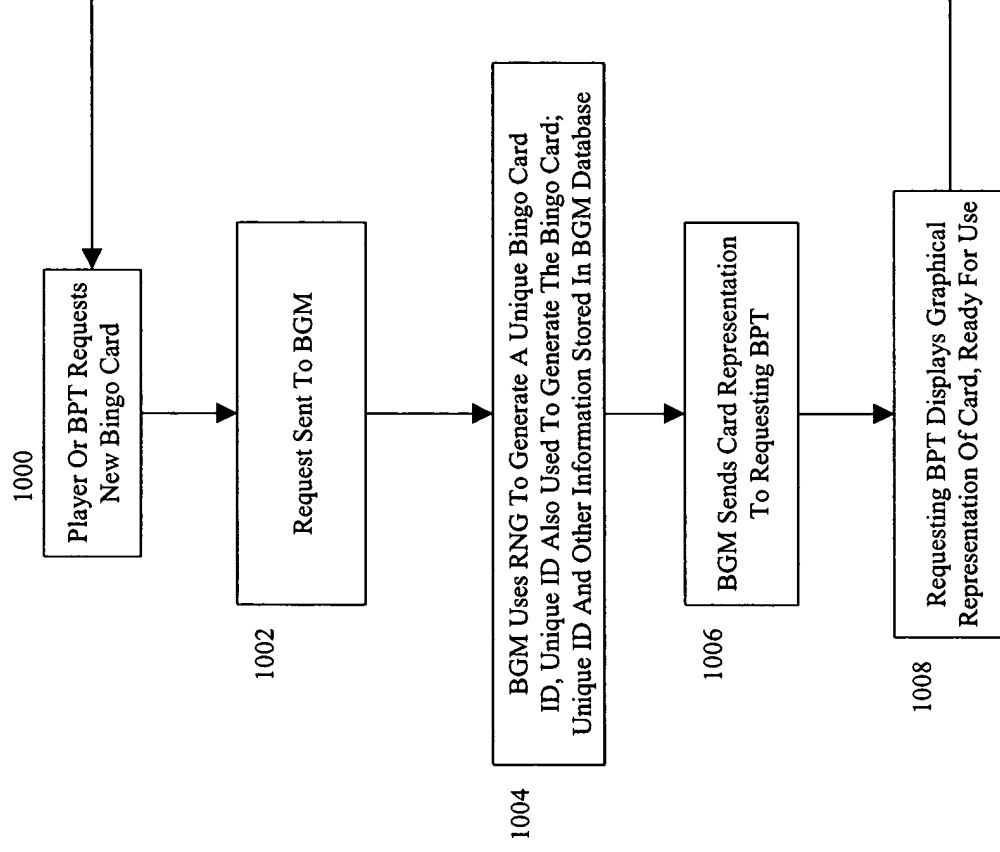 1000
Player Or BPT Requests
New Bingo Card
1002
Request Sent To BGM
1004
BGM Uses RNG To Generate A Unique Bingo Card
ID, Unique ID Also Used To Generate The Bingo Card;
Unique ID And Other Information Stored In BGM Database
1006
BGM Sends Card Representation
To Requesting BPT
1008
Requesting BPT Displays Graphical
Representation Of Card, Ready For Use